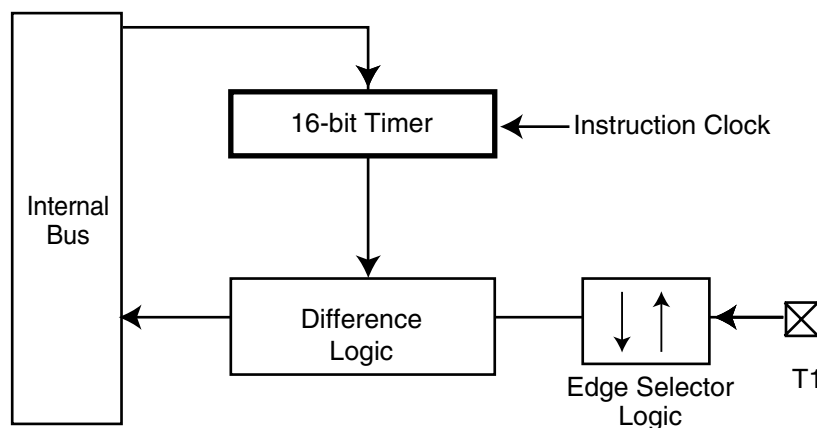 16-bit Timer
Instruction Clock
Internal
Bus
Difference
Logic
T1
Edge Selector
Logic